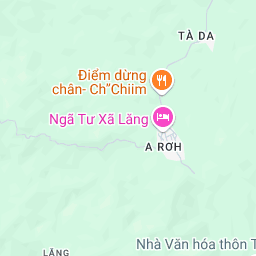 TÀ DA
Điểm dừng
chân- Ch”Chiim
Ngã Tư Xã Lăng
A RƠH
LĂNG
Nhà Văn hóa thôn T